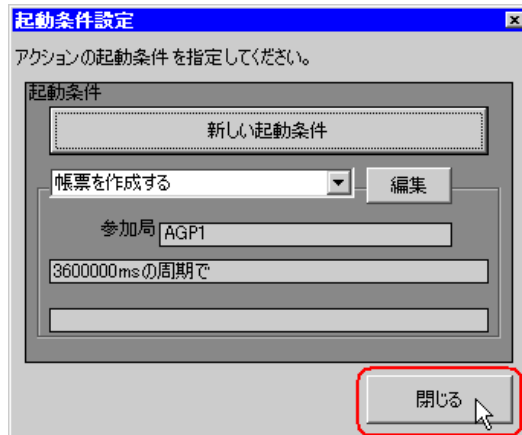 起動条件設定
アクションの起動条件 を指定してください。
起動条件
新しい起動条件
帳票を作成する
編集
参加局 AGP1
3600000msの周期で
閉じる